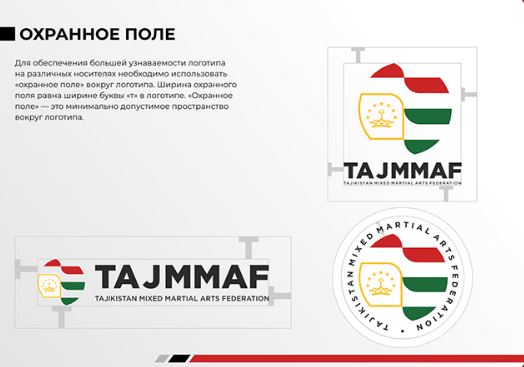 ОХРАННОЕ ПОЛЕ
Для обеспечения большей узнаваемости логотипа
на различных носителях необходимо использовать
«охранное поле» вокруг логотипа. Ширина охранного
поля равна ширине буквы «т» в логотипе. «Охранное
поле» — это минимально допустимое пространство
вокруг логотипа.
TAJMMAF
TAJIKISTAN MIXED MARTIAL ARTS FEDERATION
TAJMMAF
TAJIKISTAN MIXED MARTIAL ARTS FEDERATION
TAJIKISTAN MIXED MARTIAL ARTS FEDERATION •